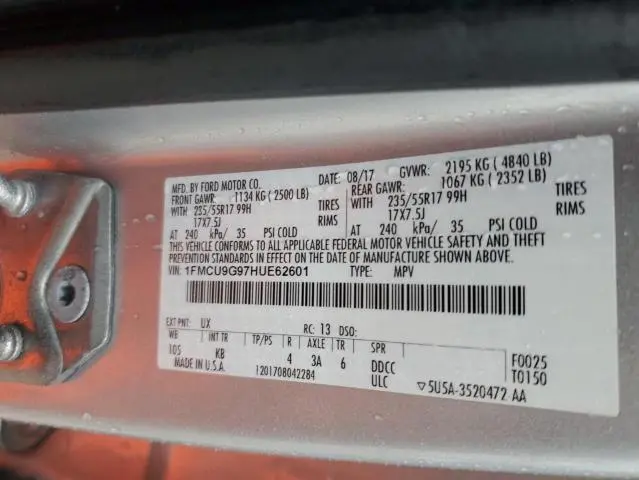 MFD. BY FORD MOTOR CO. DATE: 08/17 GVWR: 2195 KG ( 4840 LB)
FRONT GAWR: 1134 KG ( 2500 LB) REAR GAWR: 1067 KG ( 2352 LB)
WITH 235/55R17 99H TIRES WITH 235/55R17 99H TIRES
17X7.5J RIMS 17X7.5J RIMS
AT 240 kPa/ 35 PSI COLD AT 240 kPa/ 35 PSI COLD
THIS VEHICLE CONFORMS TO ALL APPLICABLE FEDERAL MOTOR VEHICLE SAFETY AND THEFT
PREVENTION STANDARDS IN EFFECT ON THE DATE OF MANUFACTURE SHOWN ABOVE.
VIN: 1FMCU9G97HUE62601 TYPE: MPV
EXT PNT: UX RC: 13 DSO:
WB INT TR TP/PS R AXLE TR SPR
105 KB 4 3A 6 DDCC F0025
MADE IN U.S.A. 1201708042284 ULC T0150
5U5A-3520472 AA